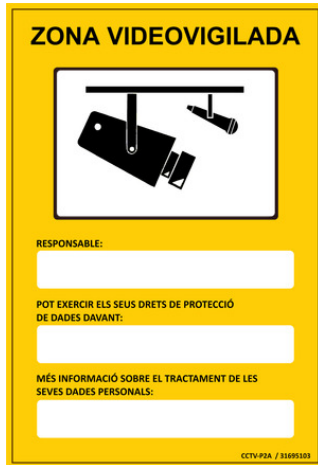 ZONA VIDEOVIGILADA
RESPONSABLE:
POT EXERCIR ELS SEUS DRETS DE PROTECCIÓ
DE DADES DAVANT:
MÉS INFORMACIÓ SOBRE EL TRACTAMENT DE LES
SEVES DADES PERSONALS:
CCTV-P2A / 31695103